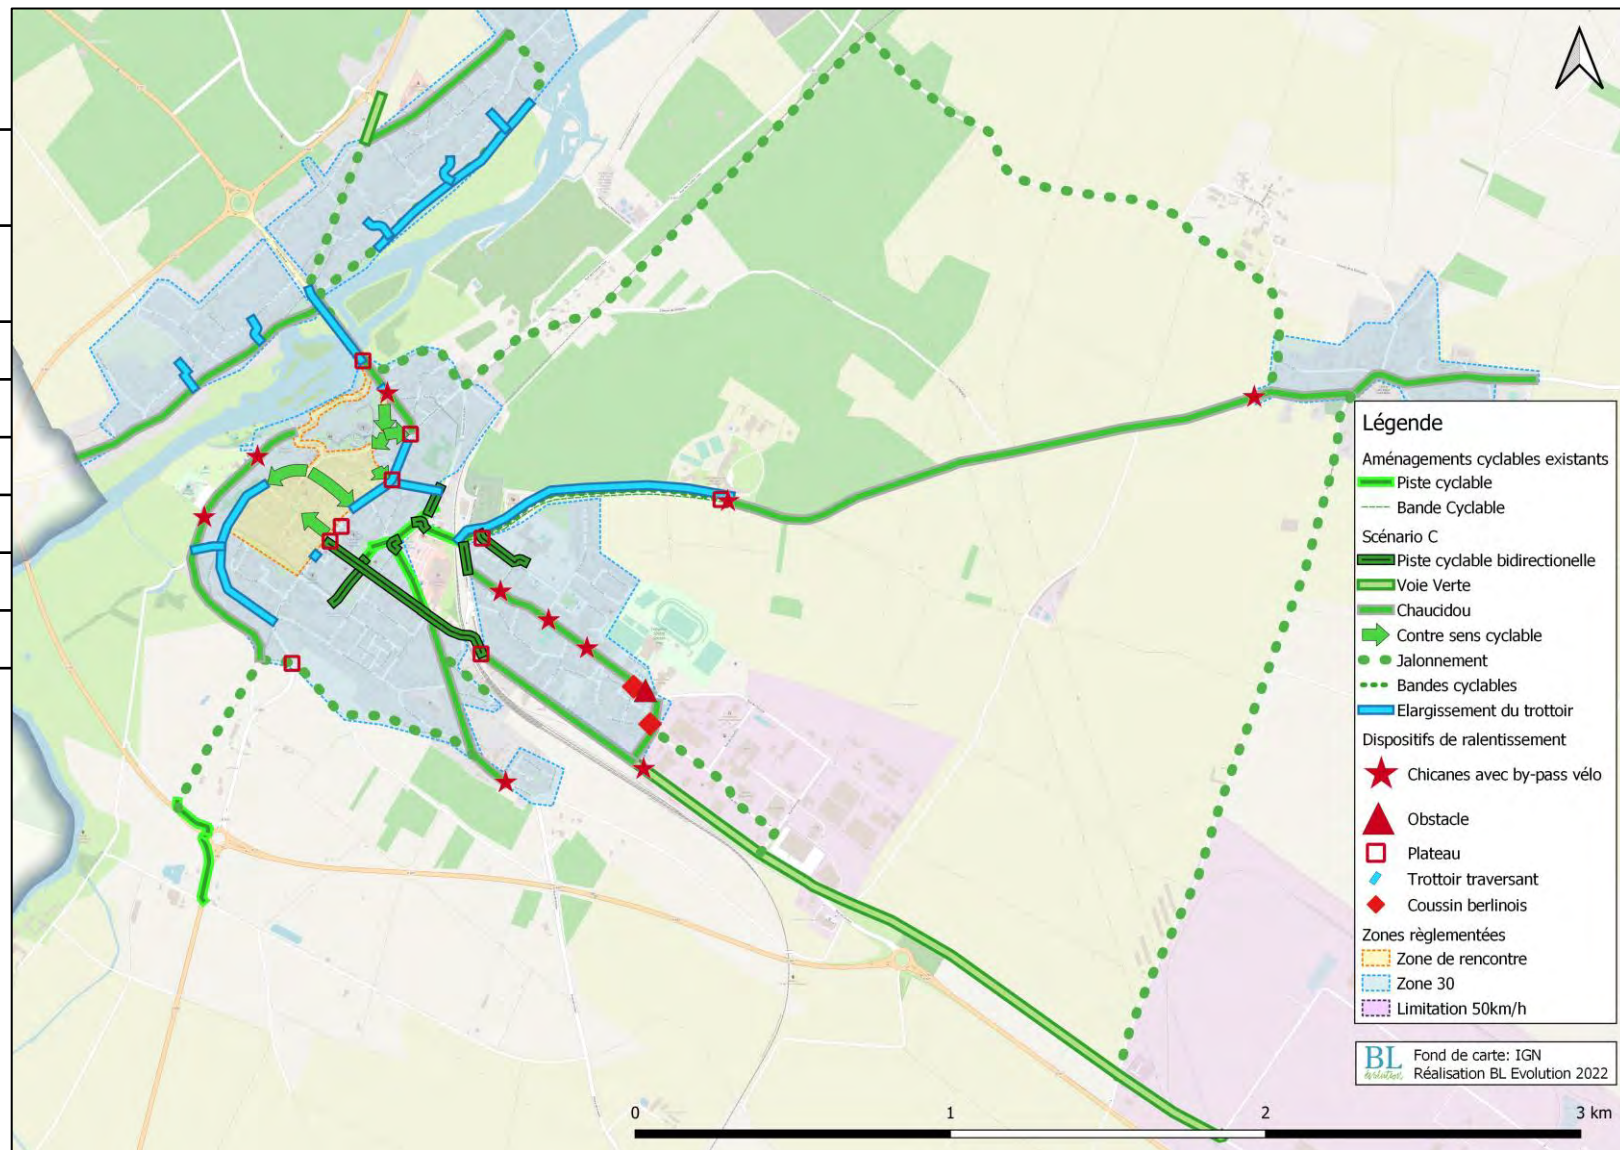 Légende
Aménagements cyclables existants
Piste cyclable
Bande Cyclable
Scénario C
Piste cyclable bidirectionelle
Voie Verte
Chaucidou
Contre sens cyclable
Jalonnement
Bandes cyclables
Elargissement du trottoir
Dispositifs de ralentissement
Chicanes avec by-pass vélo
Obstacle
Plateau
Trottoir traversant
Coussin berlinois
Zones règlementées
Zone de rencontre
Zone 30
Limitation 50km/h
BL évolution
Fond de carte: IGN
Réalisation BL Evolution 2022
0 1 2 3 km